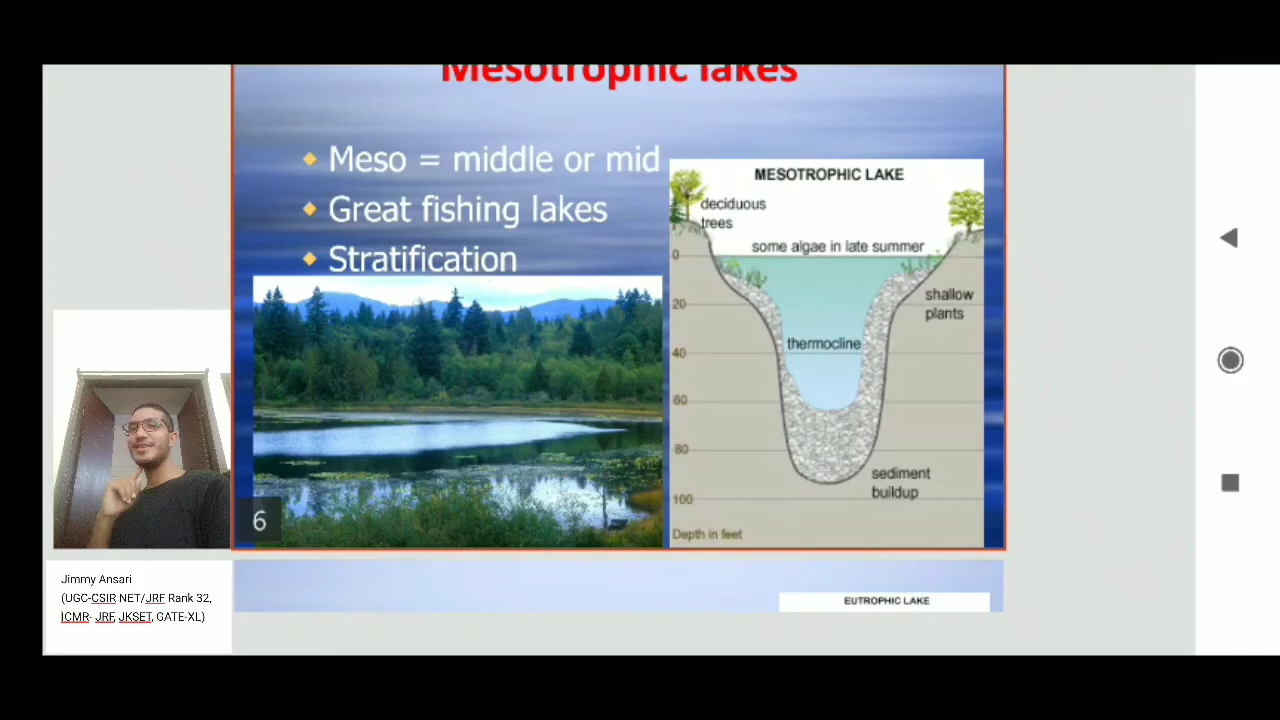 Mesotrophic lakes
Meso = middle or mid
Great fishing lakes
Stratification
MESOTROPHIC LAKE
deciduous
trees
some algae in late summer
0
shallow
plants
20
thermocline
40
60
80
sediment
buildup
100
Depth in feet
6
Jimmy Ansari
(UGC-CSIR NET/JRF Rank 32,
ICMR- JRF, JKSET, GATE-XL)
EUTROPHIC LAKE